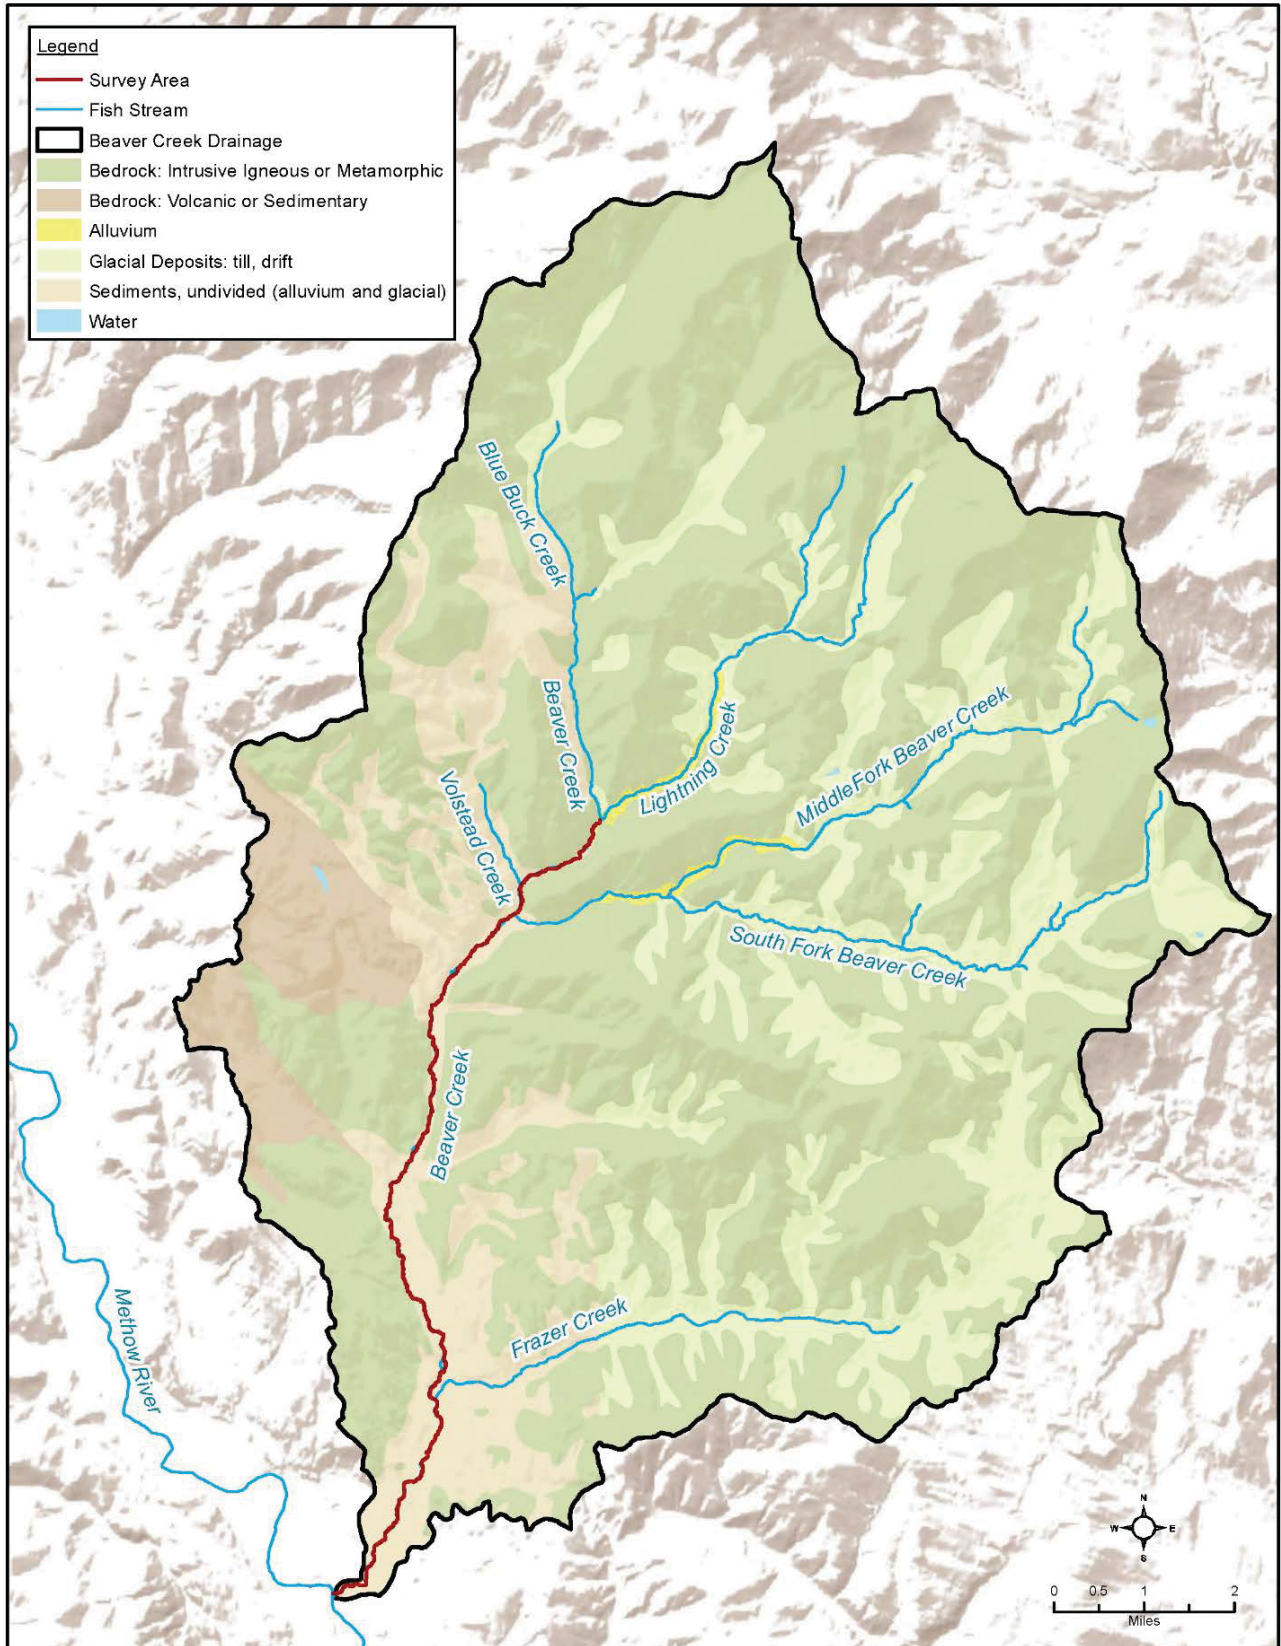 Legend
Survey Area
Fish Stream
Beaver Creek Drainage
Bedrock: Intrusive Igneous or Metamorphic
Bedrock: Volcanic or Sedimentary
Alluvium
Glacial Deposits: till, drift
Sediments, undivided (alluvium and glacial)
Water
Blue Buck Creek
Beaver Creek
Lightning Creek
MiddleFork Beaver Creek
Volstead Creek
South Fork Beaver Creek
Beaver Creek
Frazer Creek
Methow River
N
W E
S
0 0.5 1 2
Miles